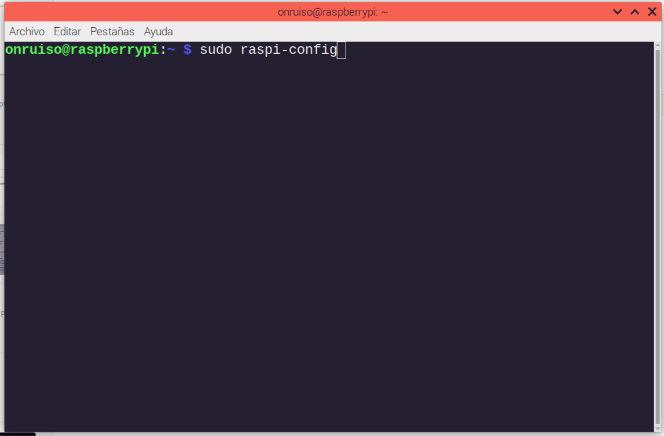 onruiso@raspberrypi: ~
Archivo Editar Pestañas Ayuda
onruiso@raspberrypi:~ $ sudo raspi-config